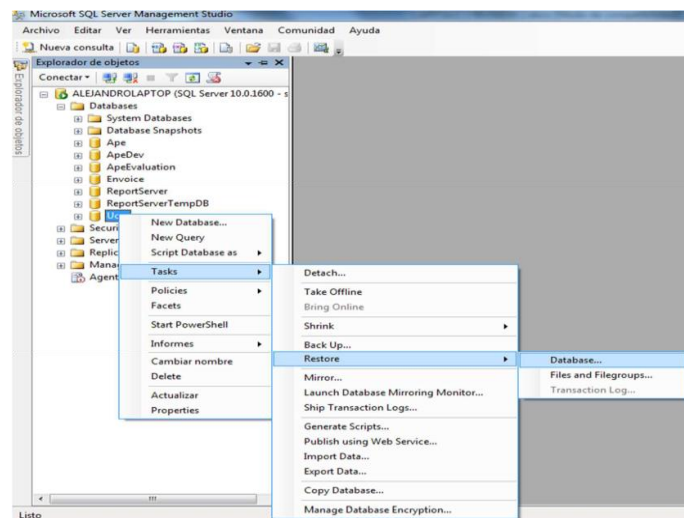 Microsoft SQL Server Management Studio
Archivo Editar Ver Herramientas Ventana Comunidad Ayuda
Nueva consulta
Explorador de objetos
Explorador de objetos
Conectar
ALEJANDROLAPTOP (SQL Server 10.0.1600 - s
Databases
System Databases
Database Snapshots
Ape
ApeDev
ApeEvaluation
Envoice
ReportServer
ReportServerTempDB
Securi
Server
Replic
Mana
Agent
New Database...
New Query
Script Database as
Tasks
Policies
Facets
Start PowerShell
Informes
Cambiar nombre
Delete
Actualizar
Properties
Detach...
Take Offline
Bring Online
Shrink
Back Up...
Restore
Mirror...
Launch Database Mirroring Monitor...
Ship Transaction Logs...
Generate Scripts...
Publish using Web Service...
Import Data...
Export Data...
Copy Database...
Manage Database Encryption...
Database...
Files and Filegroups...
Transaction Log...
Listo